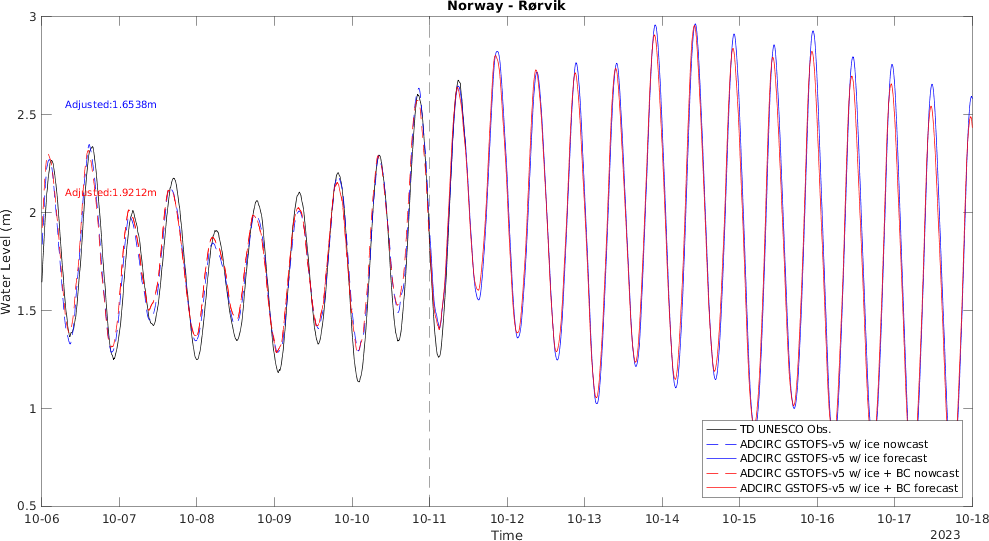 Norway - Rørvik
3
2.5
2
1.5
1
0.5
Water Level (m)
Adjusted:1.6538m
Adjusted:1.9212m
TD UNESCO Obs.
ADCIRC GSTOFS-v5 w/ ice nowcast
ADCIRC GSTOFS-v5 w/ ice forecast
ADCIRC GSTOFS-v5 w/ ice + BC nowcast
ADCIRC GSTOFS-v5 w/ ice + BC forecast
10-06 10-07 10-08 10-09 10-10 10-11 10-12 10-13 10-14 10-15 10-16 10-17 10-18
Time
2023